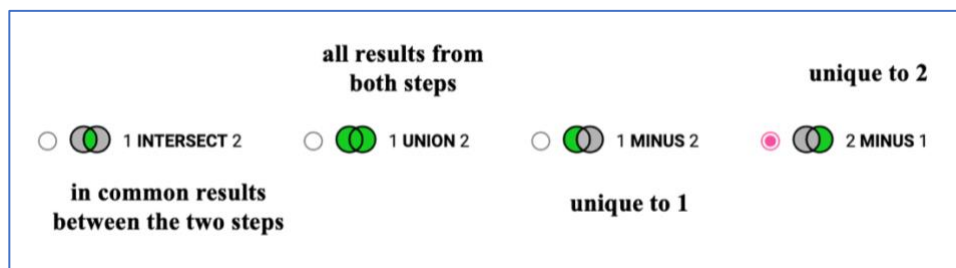 all results from
both steps
unique to 2
1 INTERSECT 2
1 UNION 2
1 MINUS 2
2 MINUS 1
in common results
between the two steps
unique to 1